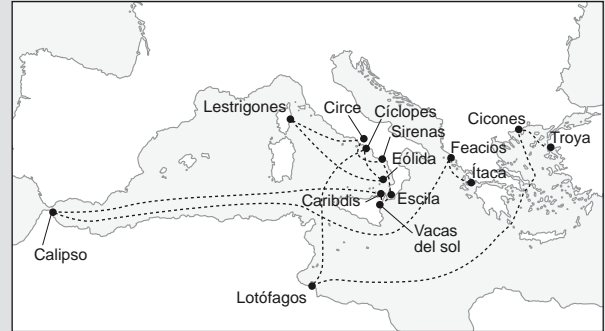 Lestrigones
Circe
Cíclopes
Sirenas
Cicones
Troya
Feacios
Eólida
Ítaca
Caribdis
Escila
Vacas
del sol
Calipso
Lotófagos